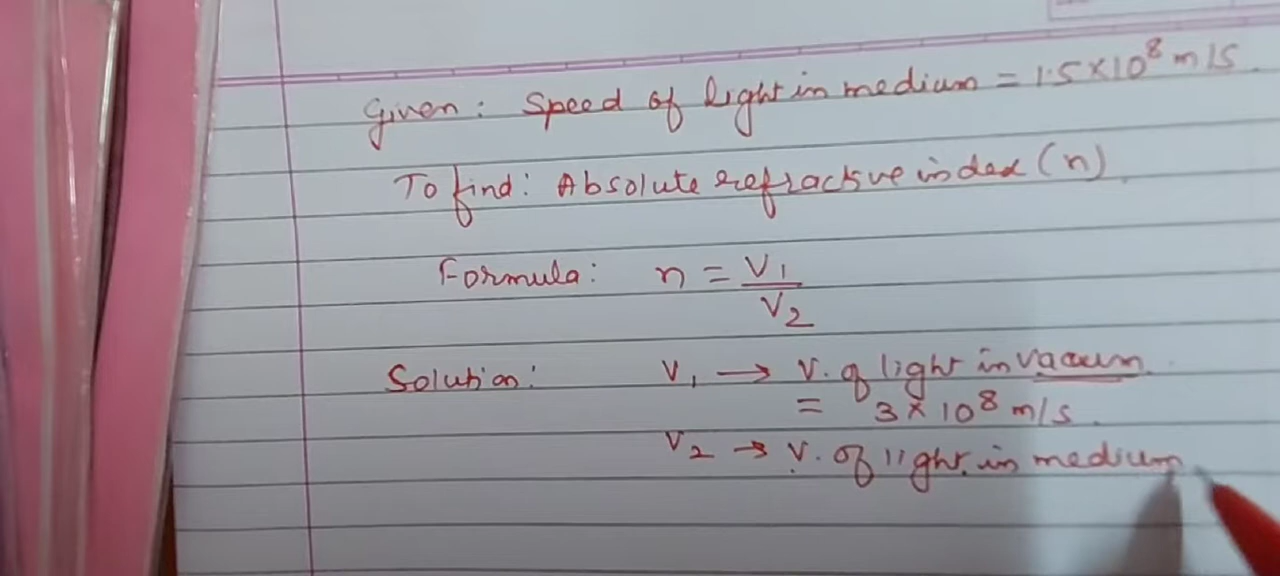 Given: Speed of light in medium = 1.5×10⁸ m/s.
To find: Absolute refractive index (n).
Formula: n = V₁/V₂
Solution: V₁ → V. of light in vacuum.
= 3×10⁸ m/s.
V₂ → V. of light in medium